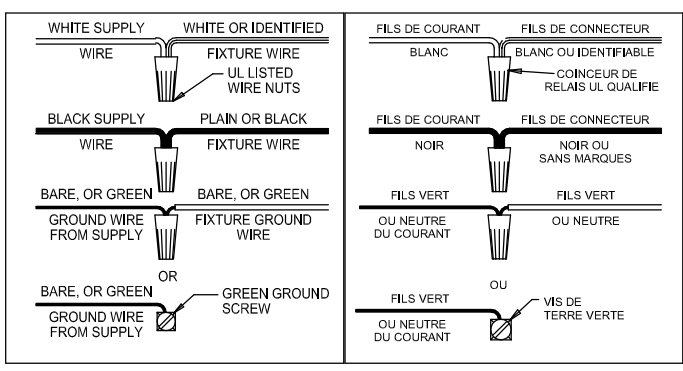 WHITE SUPPLY
WIRE
WHITE OR IDENTIFIED
FIXTURE WIRE
UL LISTED
WIRE NUTS
BLACK SUPPLY
WIRE
PLAIN OR BLACK
FIXTURE WIRE
BARE, OR GREEN
GROUND WIRE
FROM SUPPLY
BARE, OR GREEN
FIXTURE GROUND
WIRE
OR
BARE, OR GREEN
GROUND WIRE
FROM SUPPLY
GREEN GROUND
SCREW
FILS DE COURANT
BLANC
FILS DE CONNECTEUR
BLANC OU IDENTIFIABLE
COINCEUR DE
RELAIS UL QUALIFIE
FILS DE COURANT
NOIR
FILS DE CONNECTEUR
NOIR OU
SANS MARQUES
FILS VERT
OU NEUTRE
DU COURANT
FILS VERT
OU NEUTRE
OU
FILS VERT
OU NEUTRE
DU COURANT
VIS DE
TERRE VERTE